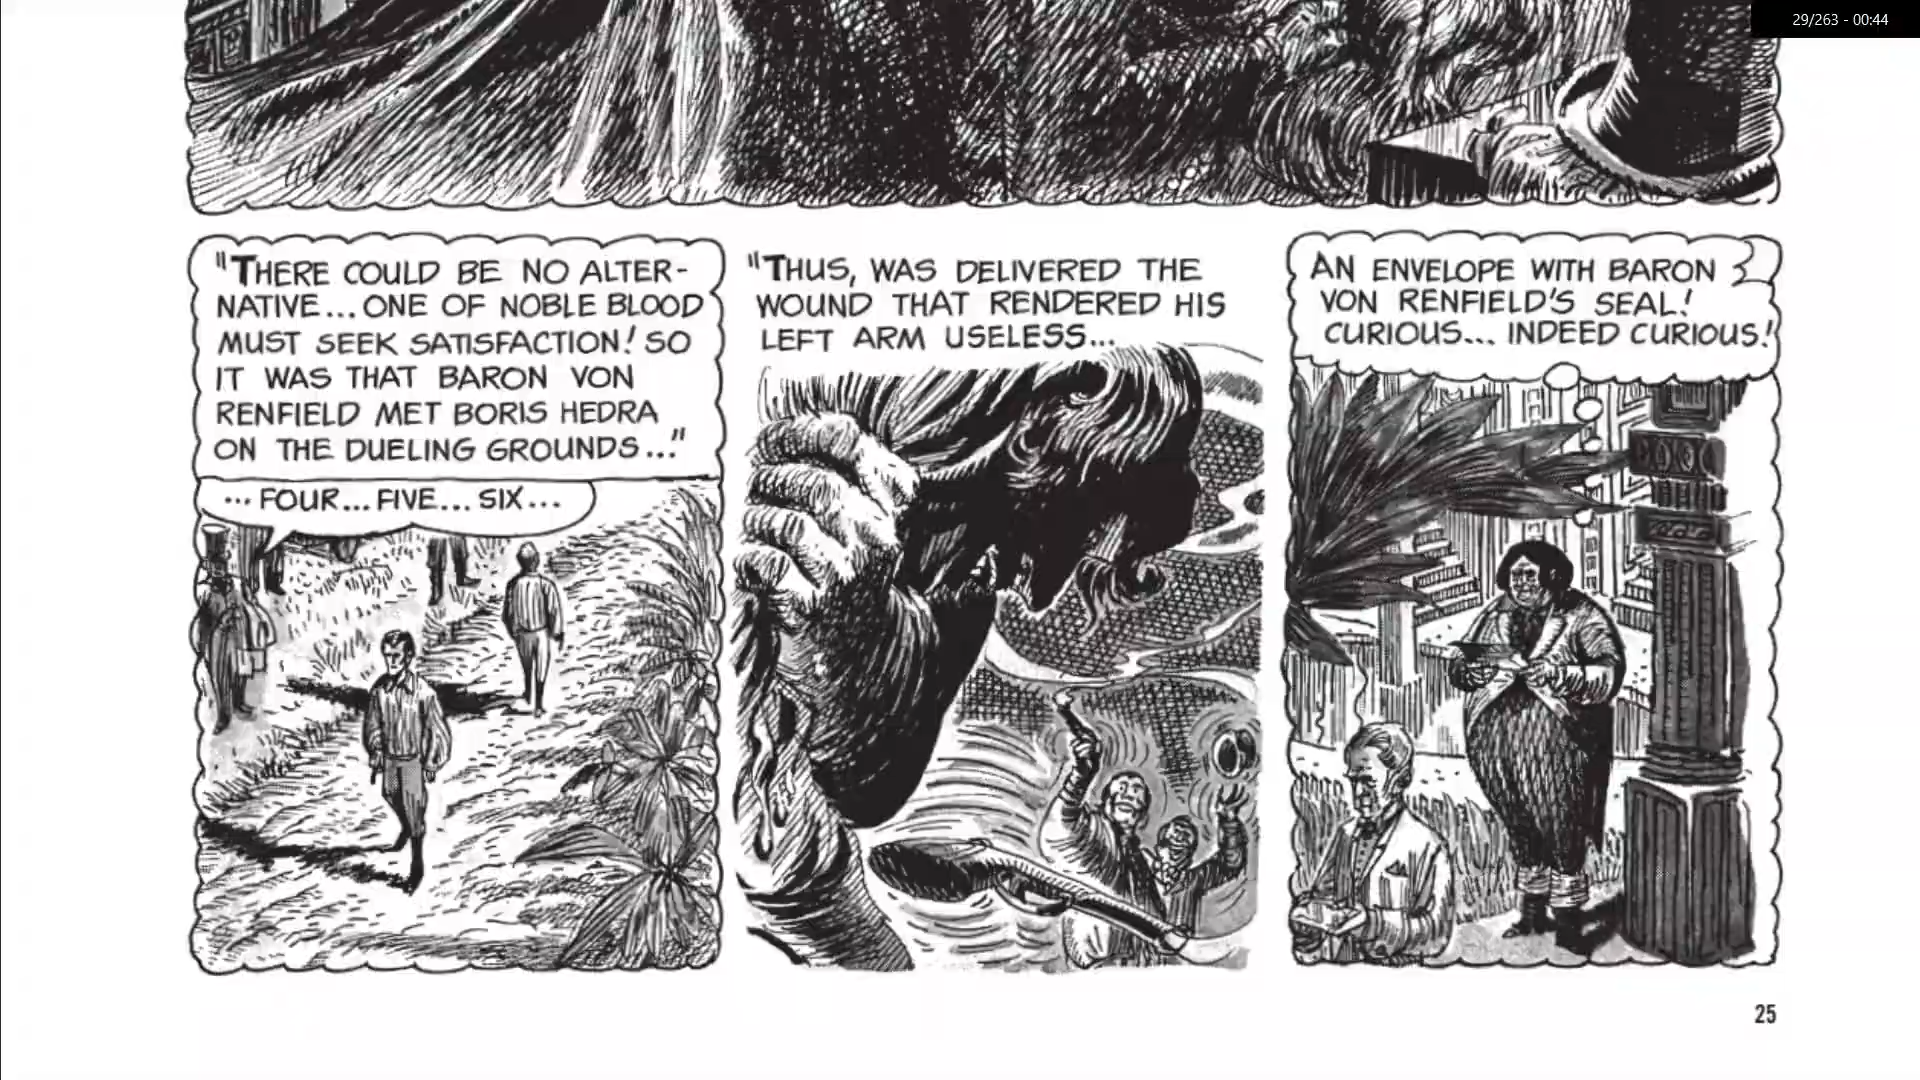 29/263 - 00:44
"THERE COULD BE NO ALTER-
NATIVE... ONE OF NOBLE BLOOD
MUST SEEK SATISFACTION! SO
IT WAS THAT BARON VON
RENFIELD MET BORIS HEDRA
ON THE DUELING GROUNDS..."
... FOUR... FIVE... SIX...
"THUS, WAS DELIVERED THE
WOUND THAT RENDERED HIS
LEFT ARM USELESS...
AN ENVELOPE WITH BARON
VON RENFIELD'S SEAL!
CURIOUS... INDEED CURIOUS!
25